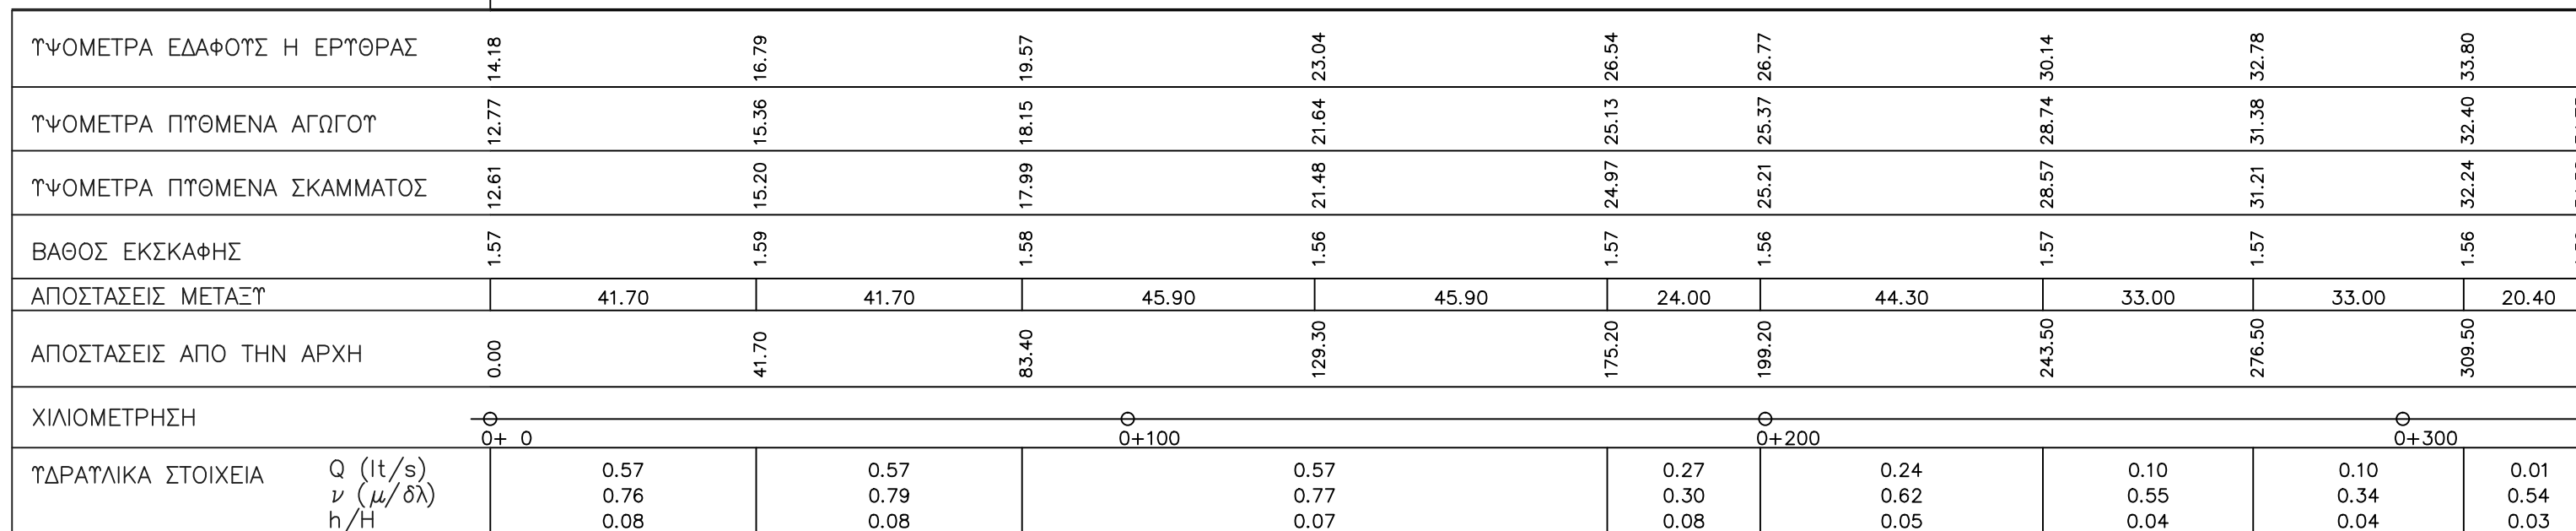 ΥΨΟΜΕΤΡΑ ΕΔΑΦΟΥΣ Η ΕΡΥΘΡΑΣ 14.18 16.79 19.57 23.04 26.54 26.77 30.14 32.78 33.80
ΥΨΟΜΕΤΡΑ ΠΥΘΜΕΝΑ ΑΓΩΓΟΥ 12.77 15.36 18.15 21.64 25.13 25.37 28.74 31.38 32.40
ΥΨΟΜΕΤΡΑ ΠΥΘΜΕΝΑ ΣΚΑΜΜΑΤΟΣ 12.61 15.20 17.99 21.48 24.97 25.21 28.57 31.21 32.24
ΒΑΘΟΣ ΕΚΣΚΑΦΗΣ 1.57 1.59 1.58 1.56 1.57 1.56 1.57 1.57 1.56
ΑΠΟΣΤΑΣΕΙΣ ΜΕΤΑΞΥ 41.70 41.70 45.90 45.90 24.00 44.30 33.00 33.00 20.40
ΑΠΟΣΤΑΣΕΙΣ ΑΠΟ ΤΗΝ ΑΡΧΗ 0.00 41.70 83.40 129.30 175.20 199.20 243.50 276.50 309.50
ΧΙΛΙΟΜΕΤΡΗΣΗ
0+ 0 0+100 0+200 0+300
ΥΔΡΑΥΛΙΚΑ ΣΤΟΙΧΕΙΑ Q (lt/s) 0.57 0.57 0.57 0.27 0.24 0.10 0.10 0.01
ν (μ/δλ) 0.76 0.79 0.77 0.30 0.62 0.55 0.34 0.54
h/H 0.08 0.08 0.07 0.08 0.05 0.04 0.04 0.03